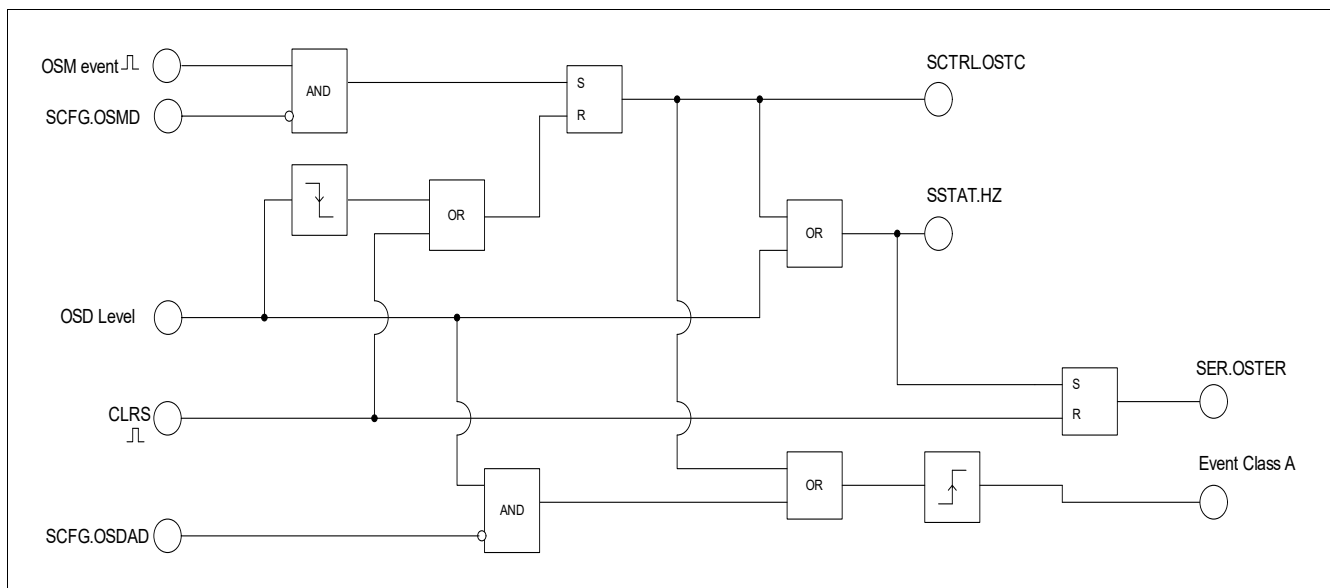 OSM event
SCFG.OSMD
AND
S
R
SCTRL.OSTC
OR
OR
SSTAT.HZ
OSD Level
CLRS
S
R
SER.OSTER
SCFG.OSDAD
AND
OR
Event Class A